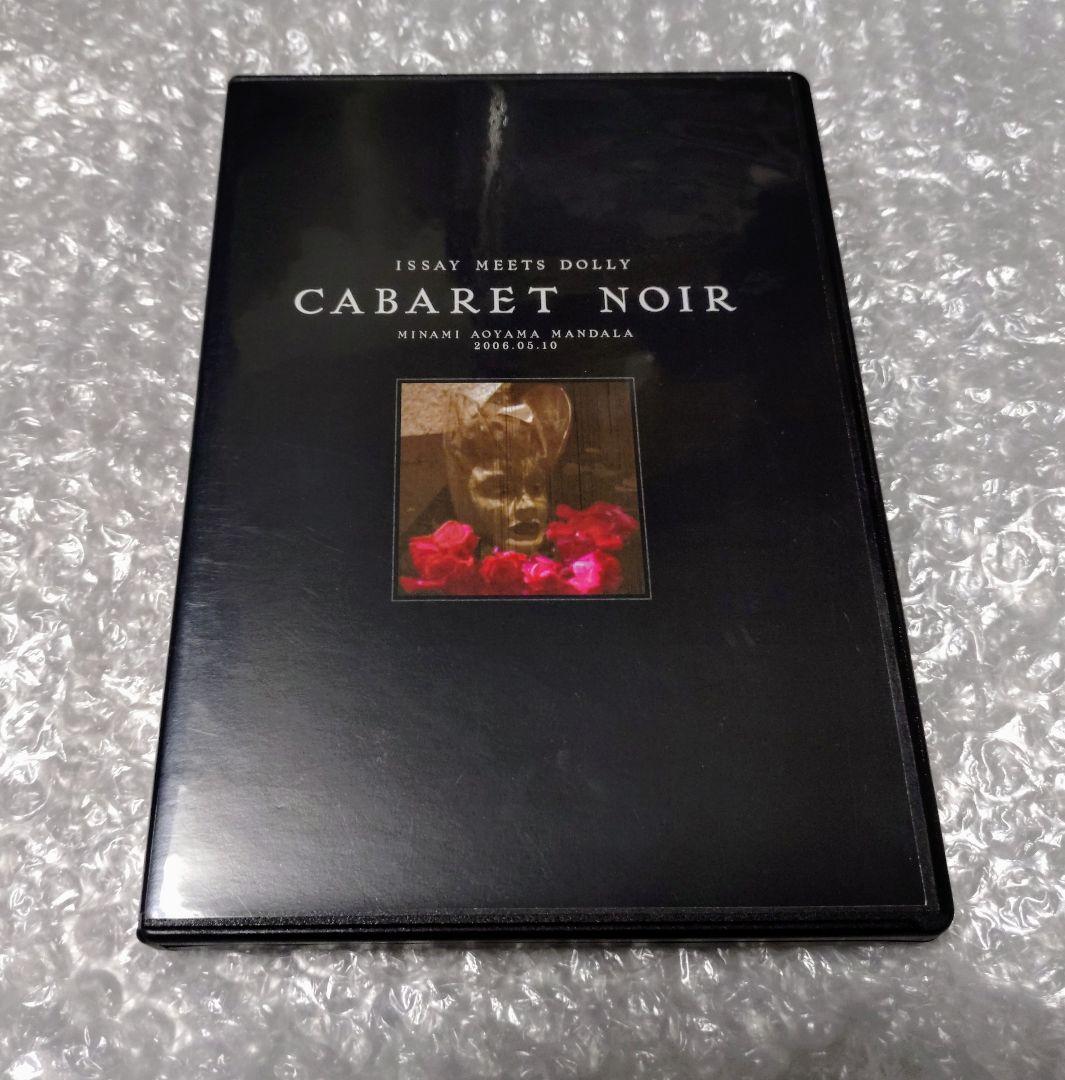 ISSAY MEETS DOLLY
CABARET NOIR
MINAMI AOYAMA MANDALA
2006.05.10